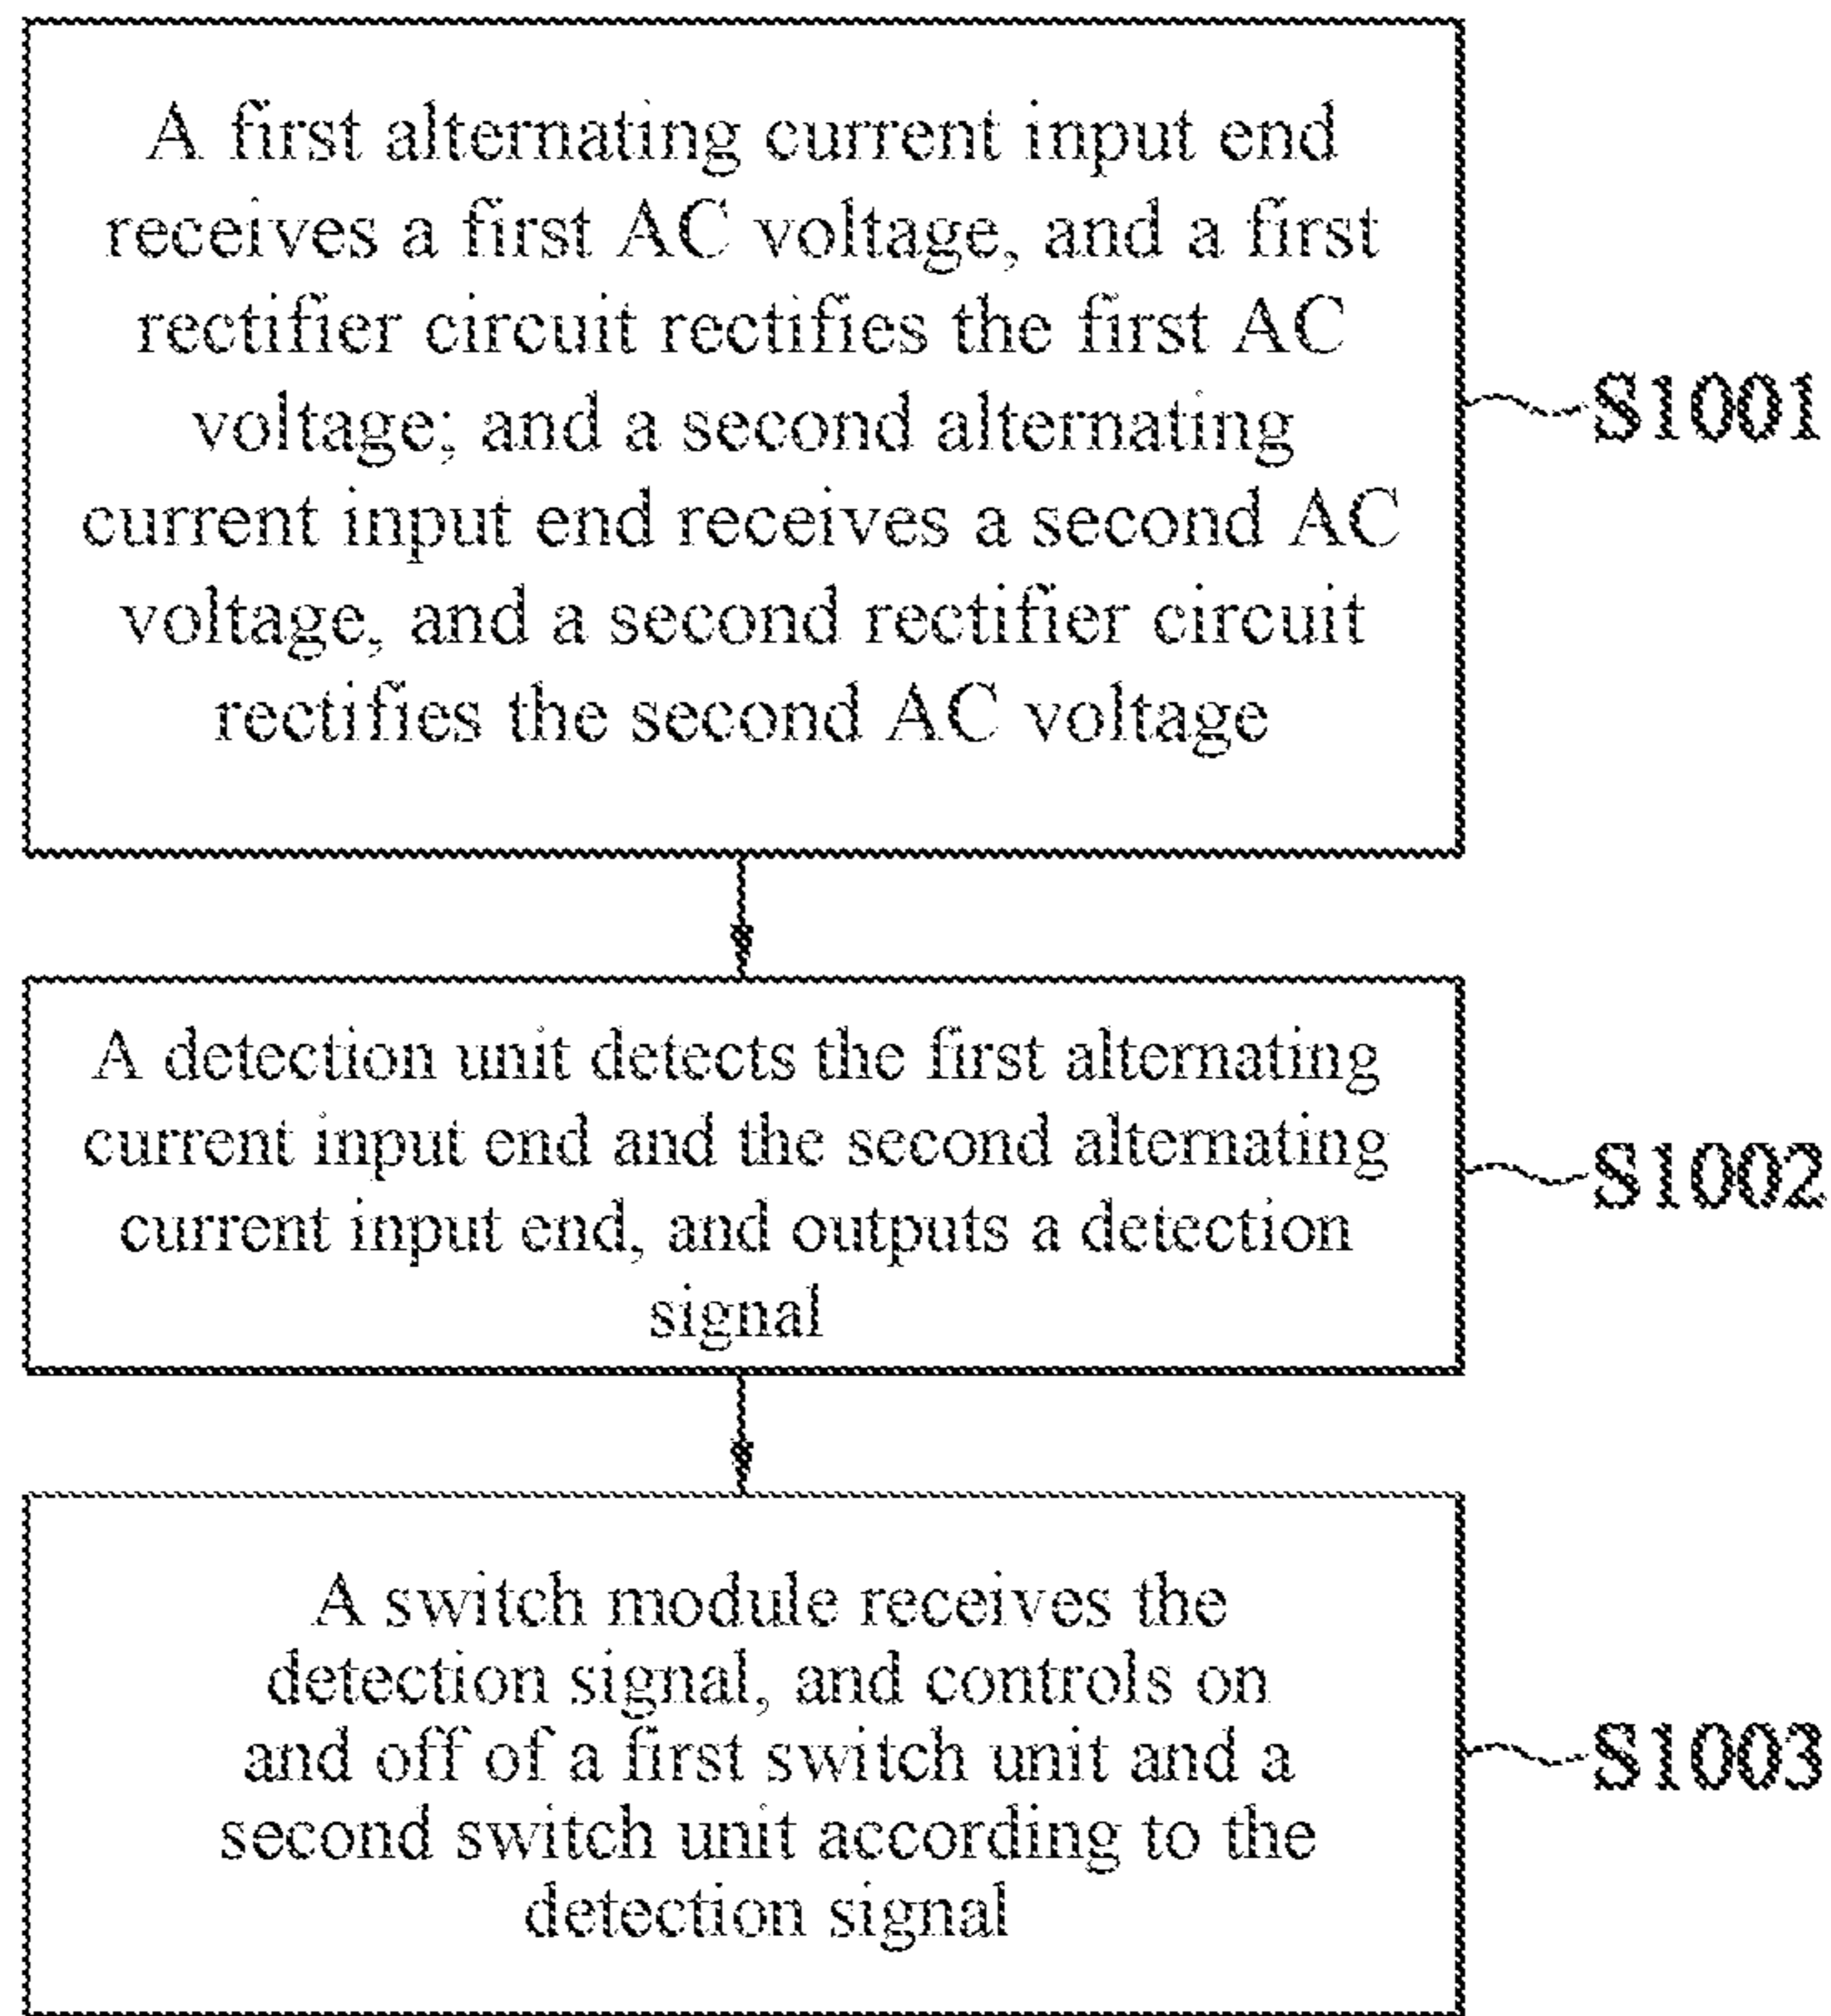 A first alternating current input end
receives a first AC voltage, and a first
rectifier circuit rectifies the first AC
voltage; and a second alternating
current input end receives a second AC
voltage, and a second rectifier circuit
rectifies the second AC voltage
S1001
A detection unit detects the first alternating
current input end and the second alternating
current input end, and outputs a detection
signal
S1002
A switch module receives the
detection signal, and controls on
and off of a first switch unit and a
second switch unit according to the
detection signal
S1003